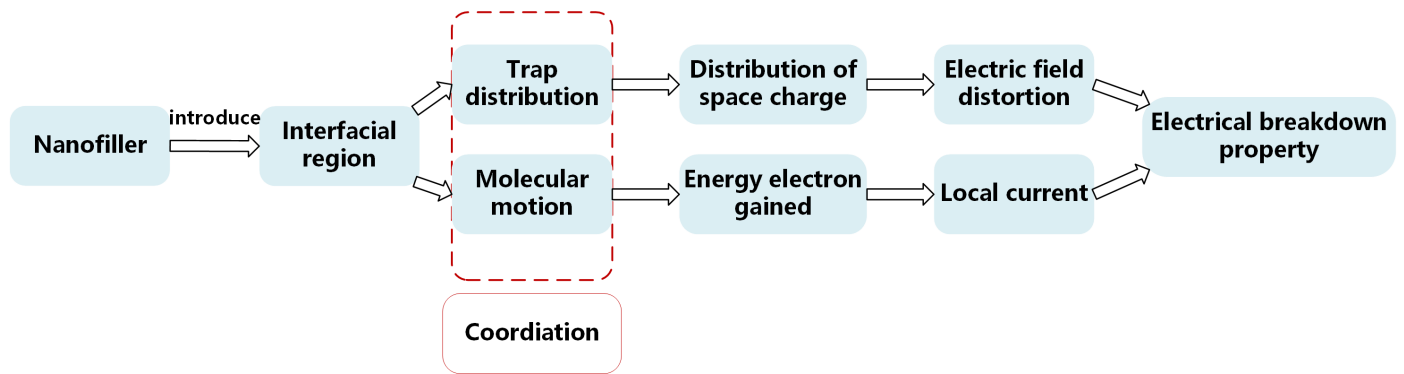 Nanofiller
introduce
Interfacial
region
Trap
distribution
Distribution of
space charge
Electric field
distortion
Molecular
motion
Energy electron
gained
Local current
Electrical breakdown
property
Coordiation